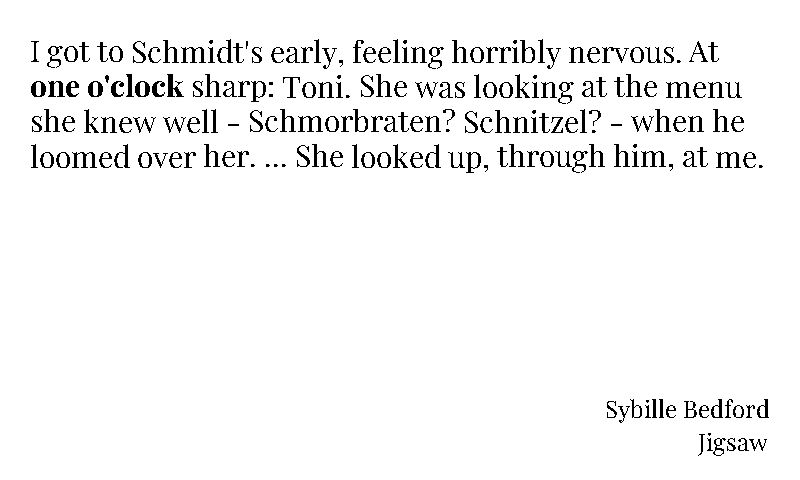 I got to Schmidt's early, feeling horribly nervous. At
one o'clock sharp: Toni. She was looking at the menu
she knew well – Schmorbraten? Schnitzel? – when he
loomed over her. ... She looked up, through him, at me.
Sybille Bedford
Jigsaw